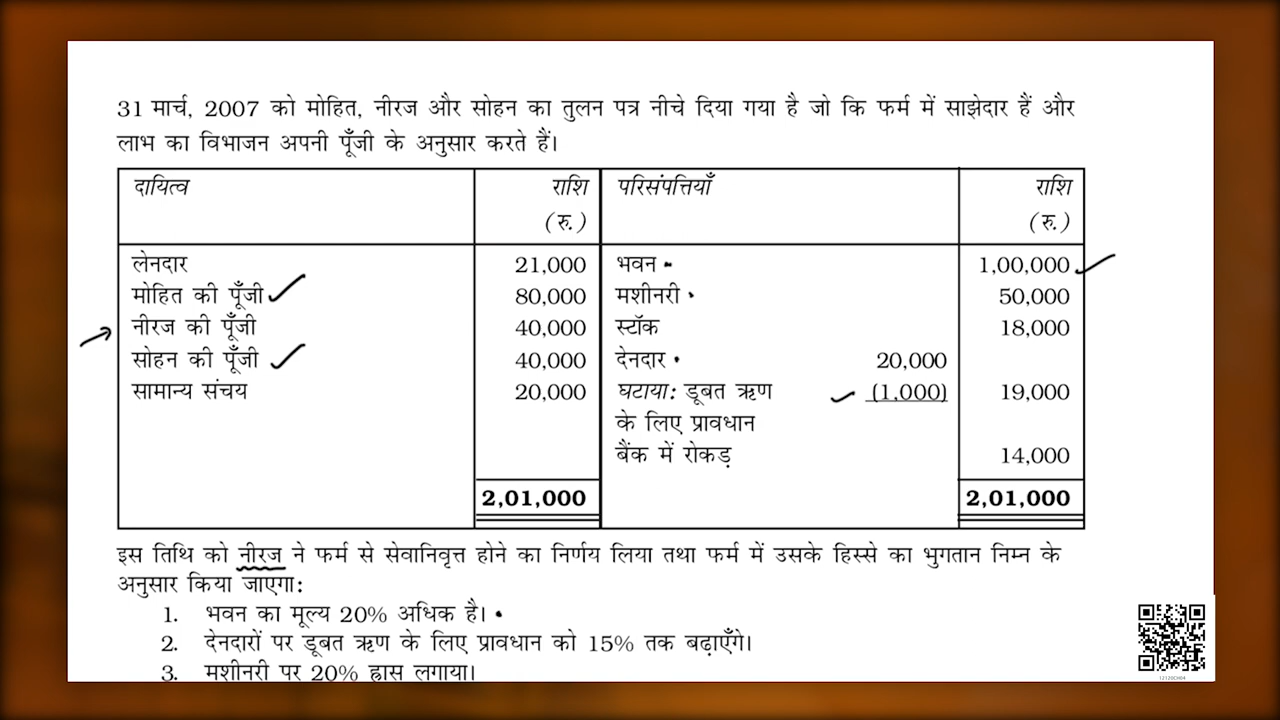 31 मार्च, 2007 को मोहित, नीरज और सोहन का तुलन पत्र नीचे दिया गया है जो कि फर्म में साझेदार हैं और
लाभ का विभाजन अपनी पूँजी के अनुसार करते हैं।
दायित्व राशि परिसंपत्तियाँ राशि
(रु.) (रु.)
लेनदार 21,000 भवन 1,00,000
मोहित की पूँजी 80,000 मशीनरी 50,000
नीरज की पूँजी 40,000 स्टॉक 18,000
सोहन की पूँजी 40,000 देनदार 20,000
सामान्य संचय 20,000 घटाया: डूबत ऋण (1,000) 19,000
के लिए प्रावधान
बैंक में रोकड़ 14,000
2,01,000 2,01,000
इस तिथि को नीरज ने फर्म से सेवानिवृत्त होने का निर्णय लिया तथा फर्म में उसके हिस्से का भुगतान निम्न के
अनुसार किया जाएगा:
1. भवन का मूल्य 20% अधिक है।
2. देनदारों पर डूबत ऋण के लिए प्रावधान को 15% तक बढ़ाएँगे।
3. मशीनरी पर 20% ह्रास लगाया।
12120CH04